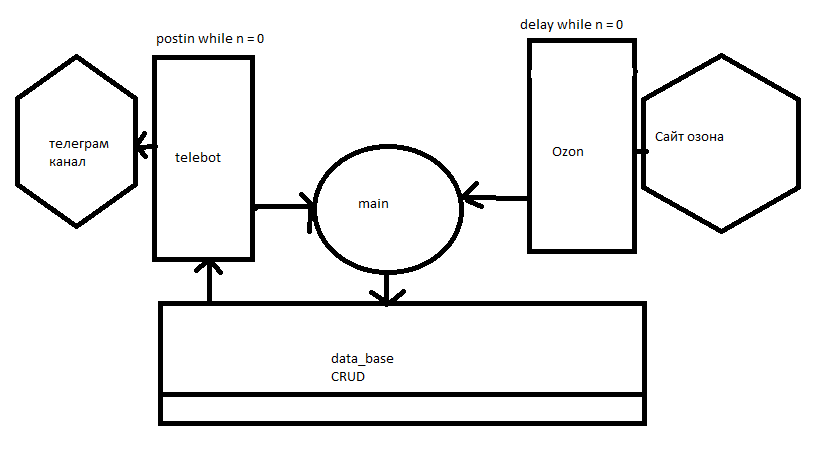 postin while n = 0
delay while n = 0
телеграм
канал
telebot
main
Ozon
Сайт озона
data_base
CRUD